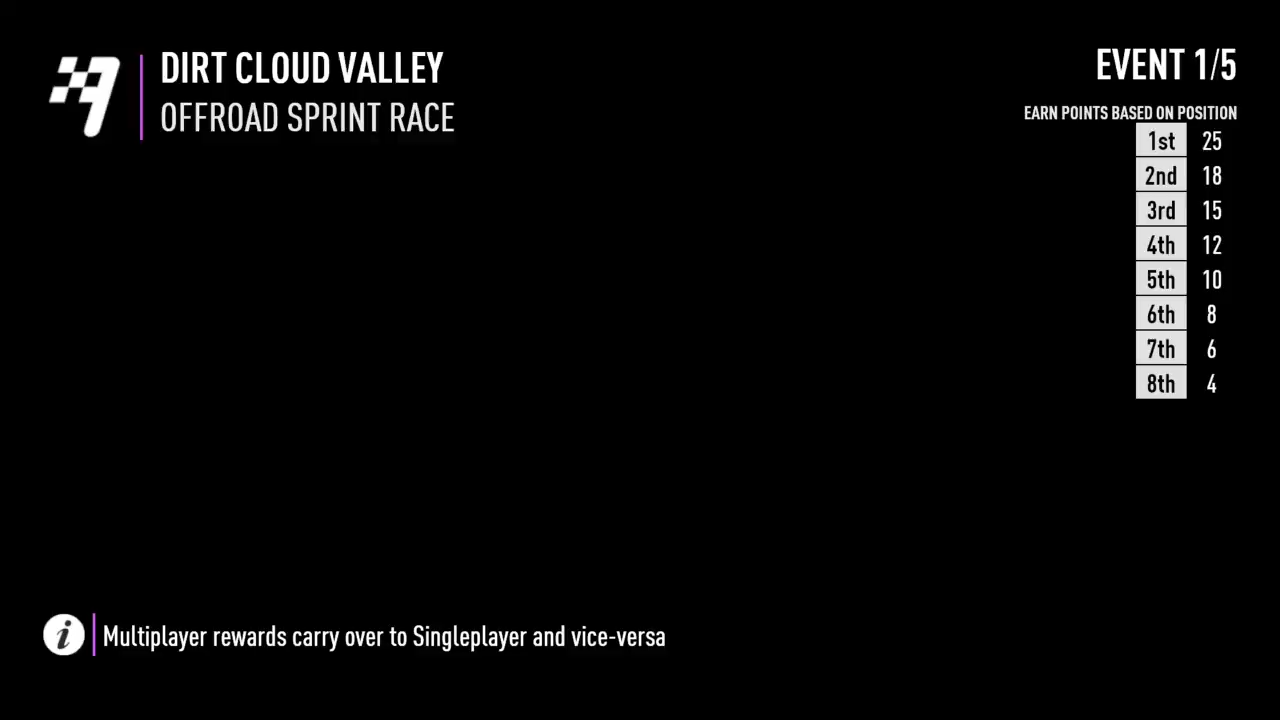 DIRT CLOUD VALLEY
OFFROAD SPRINT RACE
EVENT 1/5
EARN POINTS BASED ON POSITION
1st 25
2nd 18
3rd 15
4th 12
5th 10
6th 8
7th 6
8th 4
i Multiplayer rewards carry over to Singleplayer and vice-versa